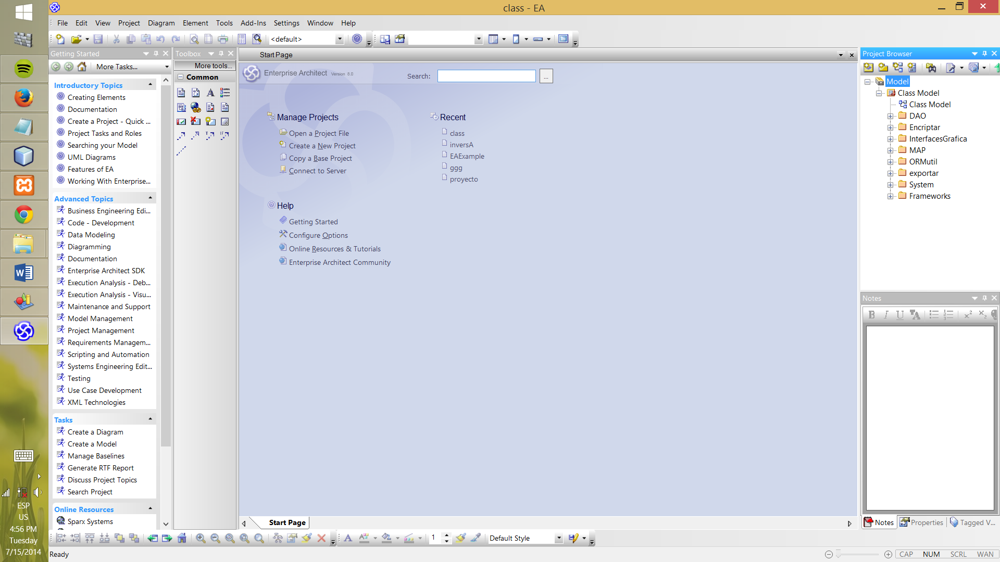 class - EA
File Edit View Project Diagram Element Tools Add-Ins Settings Window Help
<default>
Getting Started
More Tasks...
Introductory Topics
Creating Elements
Documentation
Create a Project - Quick ...
Project Tasks and Roles
Searching your Model
UML Diagrams
Features of EA
Working With Enterprise...
Advanced Topics
Business Engineering Edi...
Code - Development
Data Modeling
Diagramming
Documentation
Enterprise Architect SDK
Execution Analysis - Deb...
Execution Analysis - Visu...
Maintenance and Support
Model Management
Project Management
Requirements Managem...
Scripting and Automation
Systems Engineering Edit...
Testing
Use Case Development
XML Technologies
Tasks
Create a Diagram
Create a Model
Manage Baselines
Generate RTF Report
Discuss Project Topics
Search Project
Online Resources
Sparx Systems
Toolbox
More tools...
Common
Start Page
Enterprise Architect Version 8.0
Search:
...
Manage Projects
Open a Project File
Create a New Project
Copy a Base Project
Connect to Server
Recent
class
inversA
EAExample
ggg
proyecto
Help
Getting Started
Configure Options
Online Resources & Tutorials
Enterprise Architect Community
Start Page
Project Browser
Model
Class Model
Class Model
DAO
Encriptar
InterfacesGrafica
MAP
ORMutil
exportar
System
Frameworks
Notes
B I U
Notes Properties Tagged V...
1
Default Style
Ready
CAP NUM SCRL WAN
ESP
US
4:56 PM
Tuesday
7/15/2014